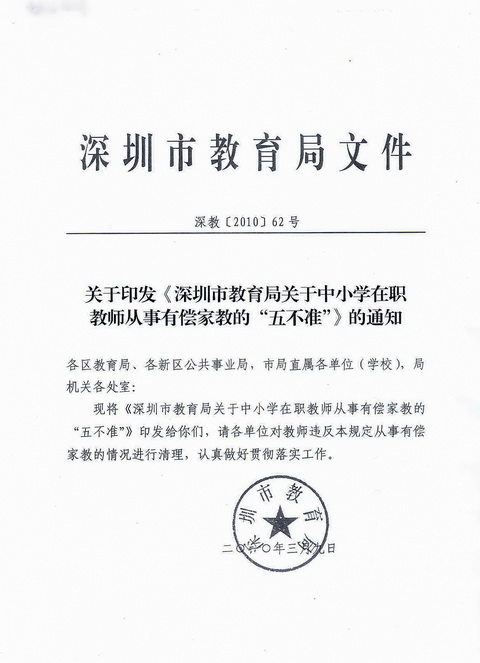 深圳市教育局文件
深教〔2010〕62号
关于印发《深圳市教育局关于中小学在职
教师从事有偿家教的“五不准”》的通知
各区教育局、各新区公共事业局，市局直属各单位（学校），局
机关各处室：
现将《深圳市教育局关于中小学在职教师从事有偿家教的
“五不准”》印发给你们，请各单位对教师违反本规定从事有偿
家教的情况进行清理，认真做好贯彻落实工作。
深圳市教育局
二〇一〇年三月九日